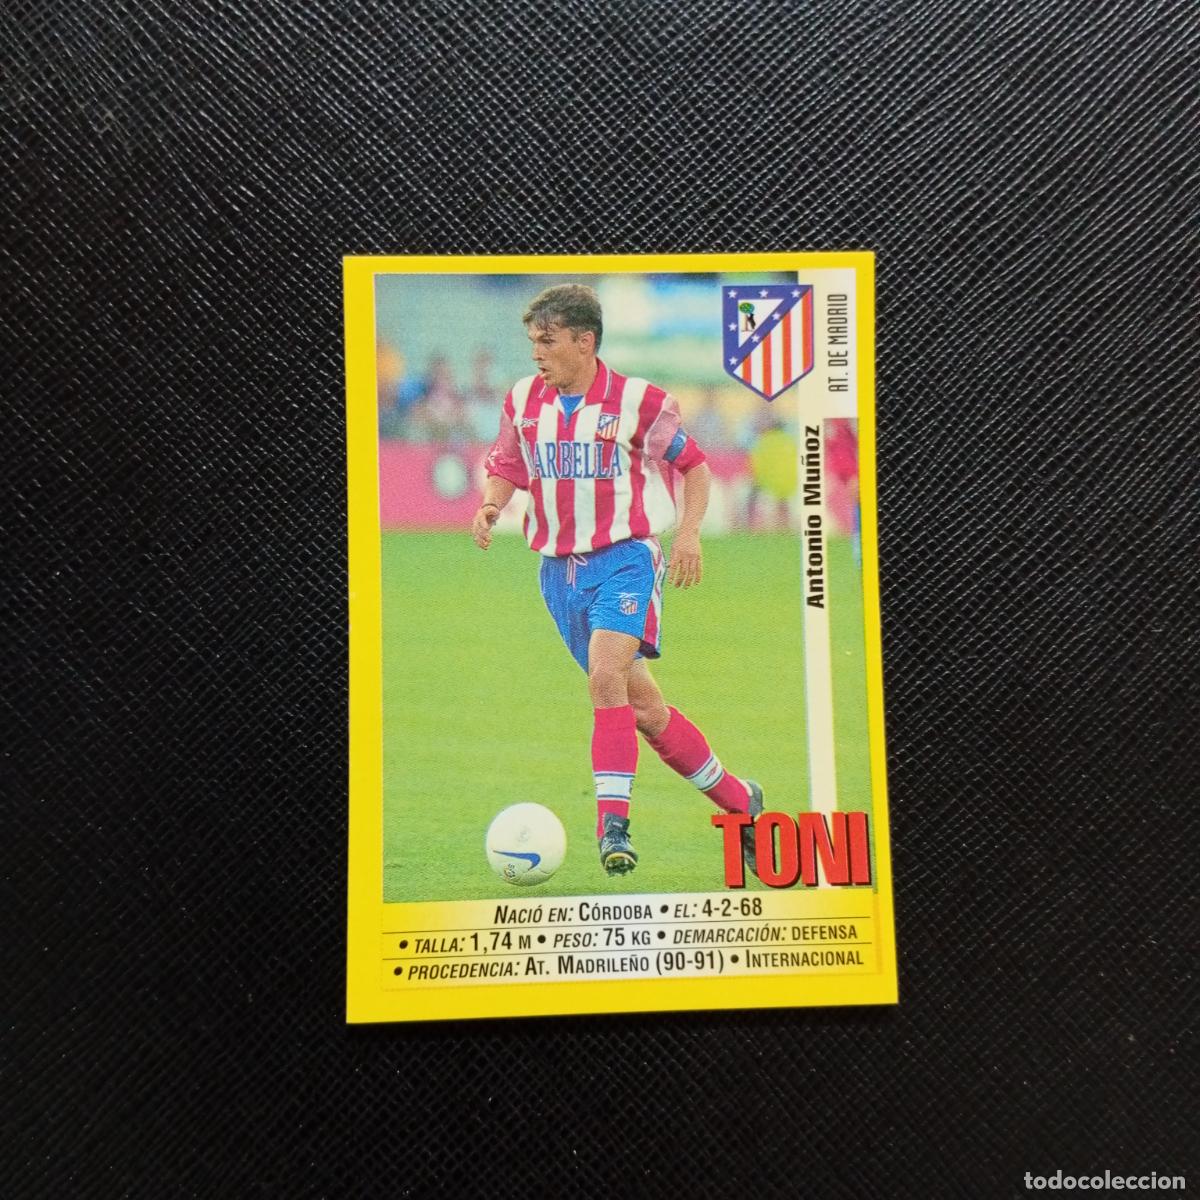 AT. DE MADRID
Antonio Muñoz
ARBELLA
TONI
NACIÓ EN: CÓRDOBA • EL: 4-2-68
• TALLA: 1,74 M • PESO: 75 KG • DEMARCACIÓN: DEFENSA
• PROCEDENCIA: AT. MADRILEÑO (90-91) • INTERNACIONAL
todocoleccion